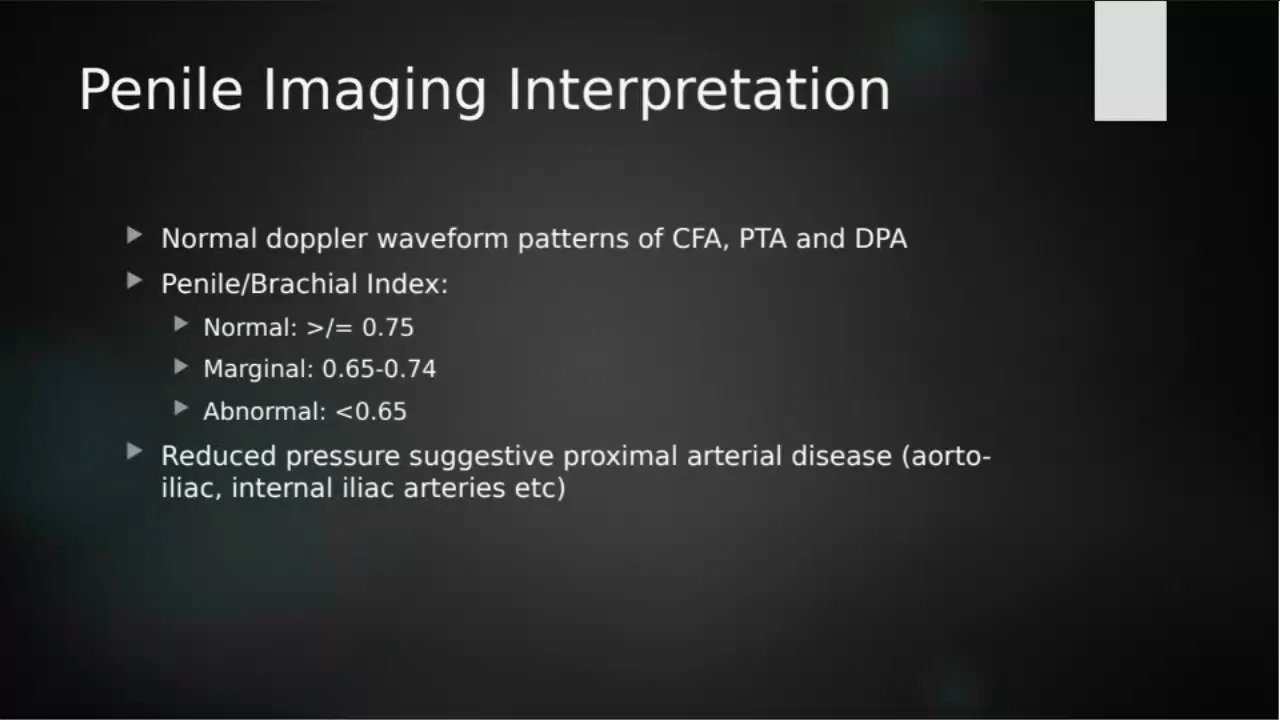 Penile Imaging Interpretation
Normal doppler waveform patterns of CFA, PTA and DPA
Penile/Brachial Index:
Normal: >/= 0.75
Marginal: 0.65-0.74
Abnormal: <0.65
Reduced pressure suggestive proximal arterial disease (aorto-
iliac, internal iliac arteries etc)